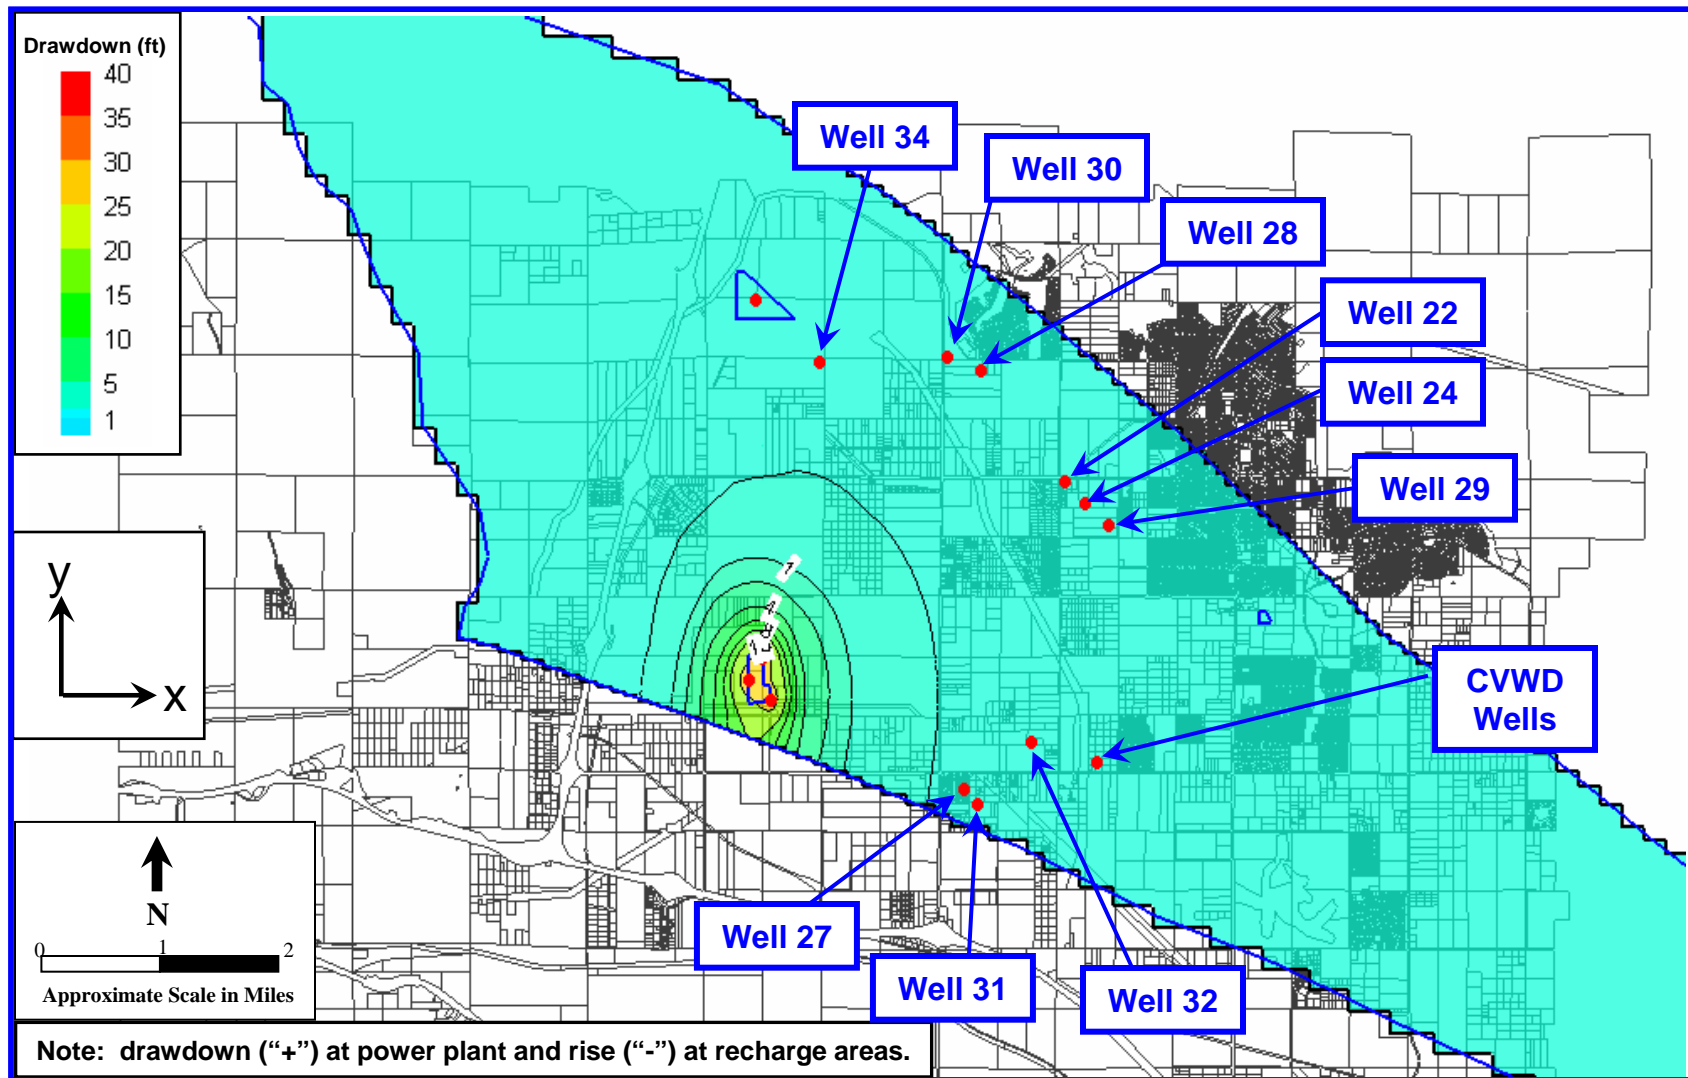 Drawdown (ft)
40
35
30
25
20
15
10
5
1
Well 34
Well 30
Well 28
Well 22
Well 24
Well 29
CVWD
Wells
Well 27
Well 31
Well 32
1
4
y
x
N
0 1 2
Approximate Scale in Miles
Note: drawdown (“+”) at power plant and rise (“-”) at recharge areas.